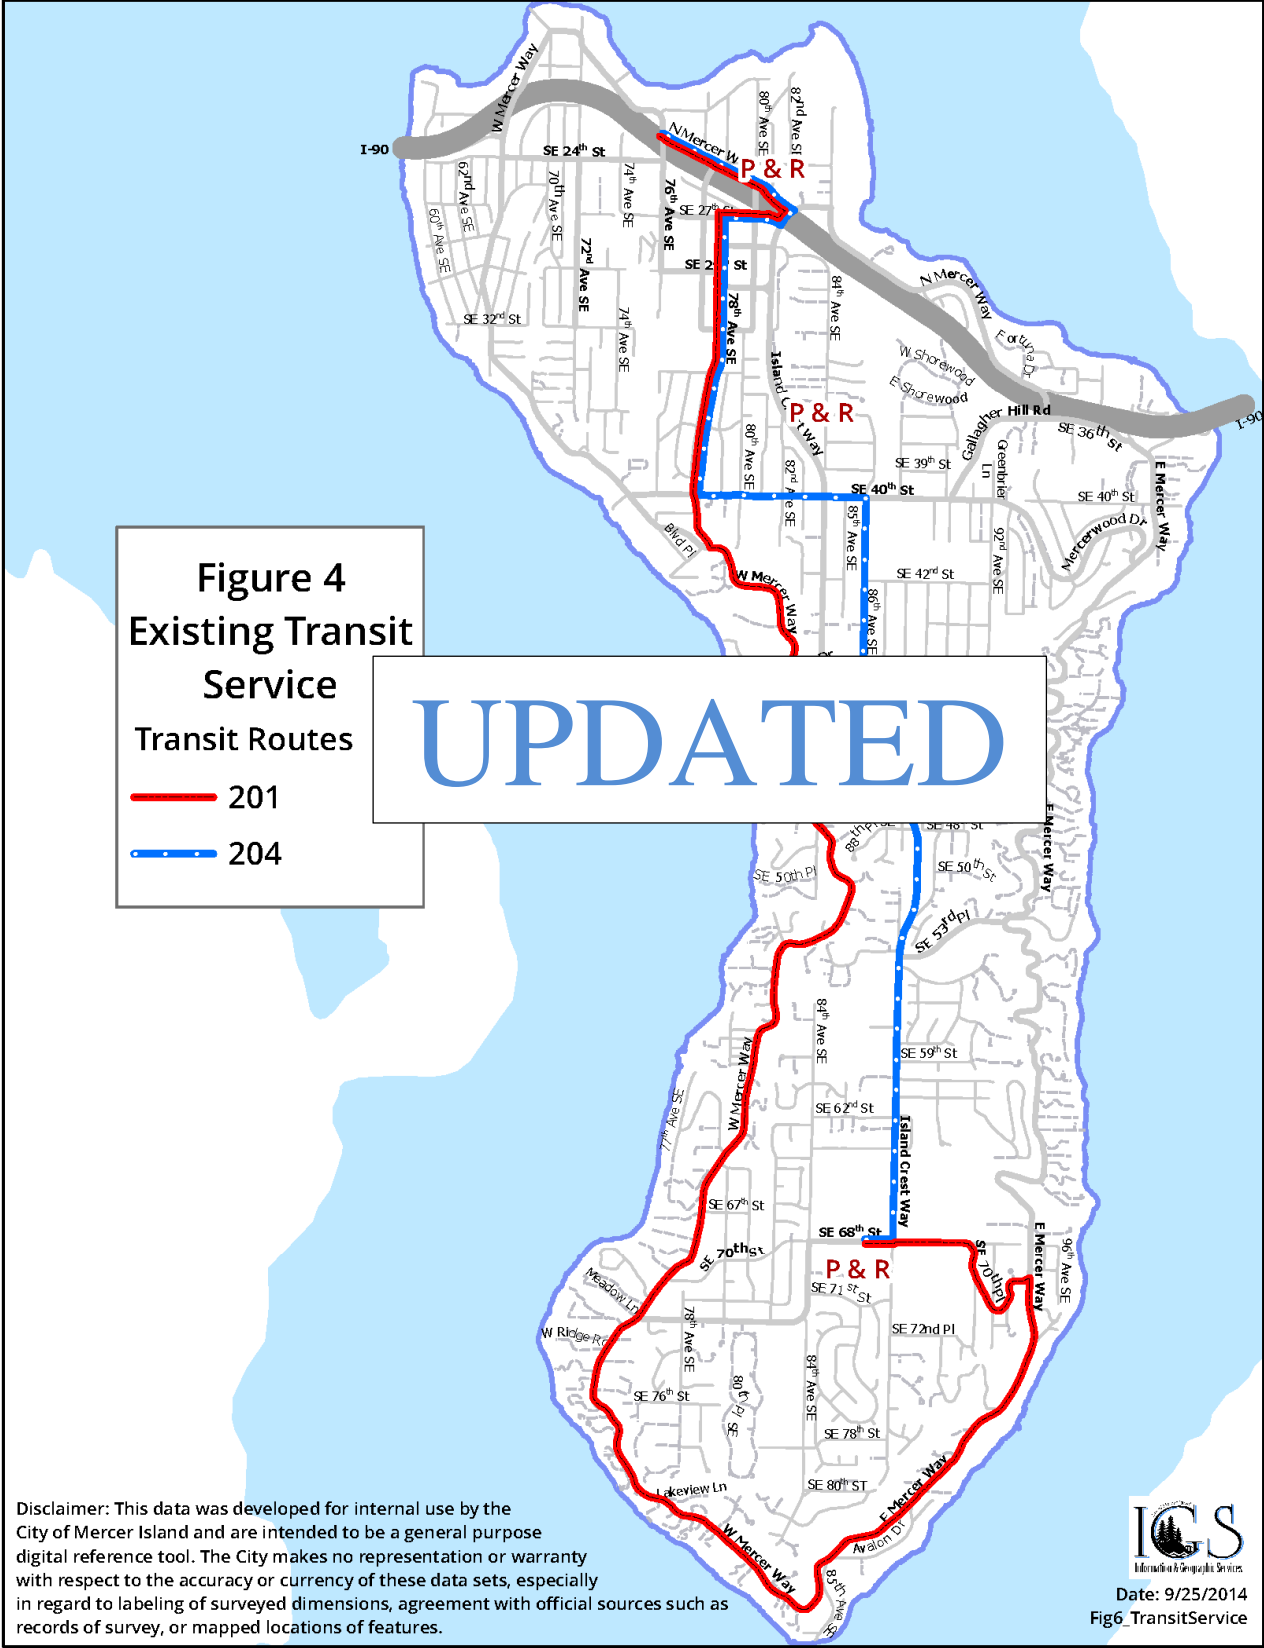 W Mercer Way
I-90
SE 24th St
N Mercer W
80th Ave SE
82nd Ave SE
P & R
62nd Ave SE
60th Ave SE
70th Ave SE
72nd Ave SE
74th Ave SE
76th Ave SE
SE 27th St
SE 2 St
78th Ave SE
SE 32nd St
74th Ave SE
84th Ave SE
N Mercer Way
Fortuna Dr
W Shorewood
E Shorewood
Island C t Way
P & R
Gallagher Hill Rd
I-90
SE 36th St
80th Ave SE
82nd Ave SE
SE 39th St
Greenbrier Ln
SE 40th St
SE 40th St
E Mercer Way
Mercerwood Dr
85th Ave SE
92nd Ave SE
Blvd Pl
SE 42nd St
W Mercer Way
86th Ave SE
Figure 4
Existing Transit
Service
Transit Routes
201
204
UPDATED
88th Pl SE
SE 48th St
E Mercer Way
SE 50th Pl
SE 50th St
SE 53rd Pl
84th Ave SE
SE 59th St
W Mercer Way
77th Ave SE
SE 62nd St
Island Crest Way
SE 67th St
SE 68th St
SE 70th St
P & R
SE 70th Pl
E Mercer Way
96th Ave SE
Meadow Ln
SE 71st St
W Ridge Rd
78th Ave SE
SE 72nd Pl
SE 76th St
80th Pl SE
84th Ave SE
SE 78th St
SE 80th ST
Lakeview Ln
E Mercer Way
Avalon Dr
W Mercer Way
85th Ave SE
Disclaimer: This data was developed for internal use by the
City of Mercer Island and are intended to be a general purpose
digital reference tool. The City makes no representation or warranty
with respect to the accuracy or currency of these data sets, especially
in regard to labeling of surveyed dimensions, agreement with official sources such as
records of survey, or mapped locations of features.
IGS
Information & Geographic Services
Date: 9/25/2014
Fig6_TransitService